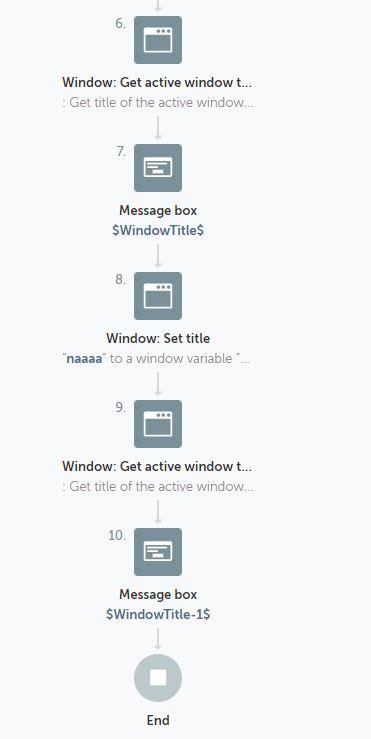 6.
Window: Get active window t...
: Get title of the active window...
7.
Message box
$WindowTitle$
8.
Window: Set title
"naaaa" to a window variable "...
9.
Window: Get active window t...
: Get title of the active window...
10.
Message box
$WindowTitle-1$
End